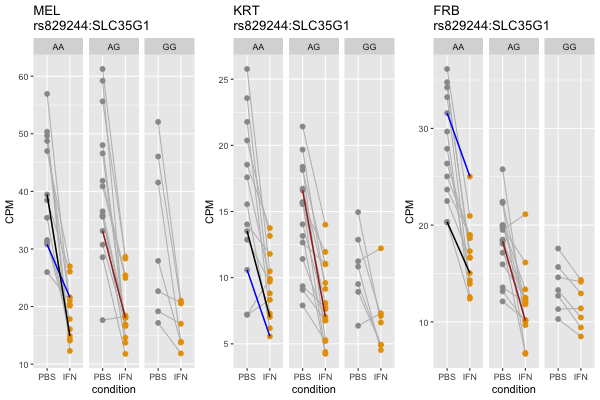 MEL
rs829244:SLC35G1
AA AG GG
60
50
40
30
20
10
CPM
PBS IFN PBS IFN PBS IFN
condition
KRT
rs829244:SLC35G1
AA AG GG
25
20
15
10
5
CPM
PBS IFN PBS IFN PBS IFN
condition
FRB
rs829244:SLC35G1
AA AG GG
30
20
10
CPM
PBS IFN PBS IFN PBS IFN
condition